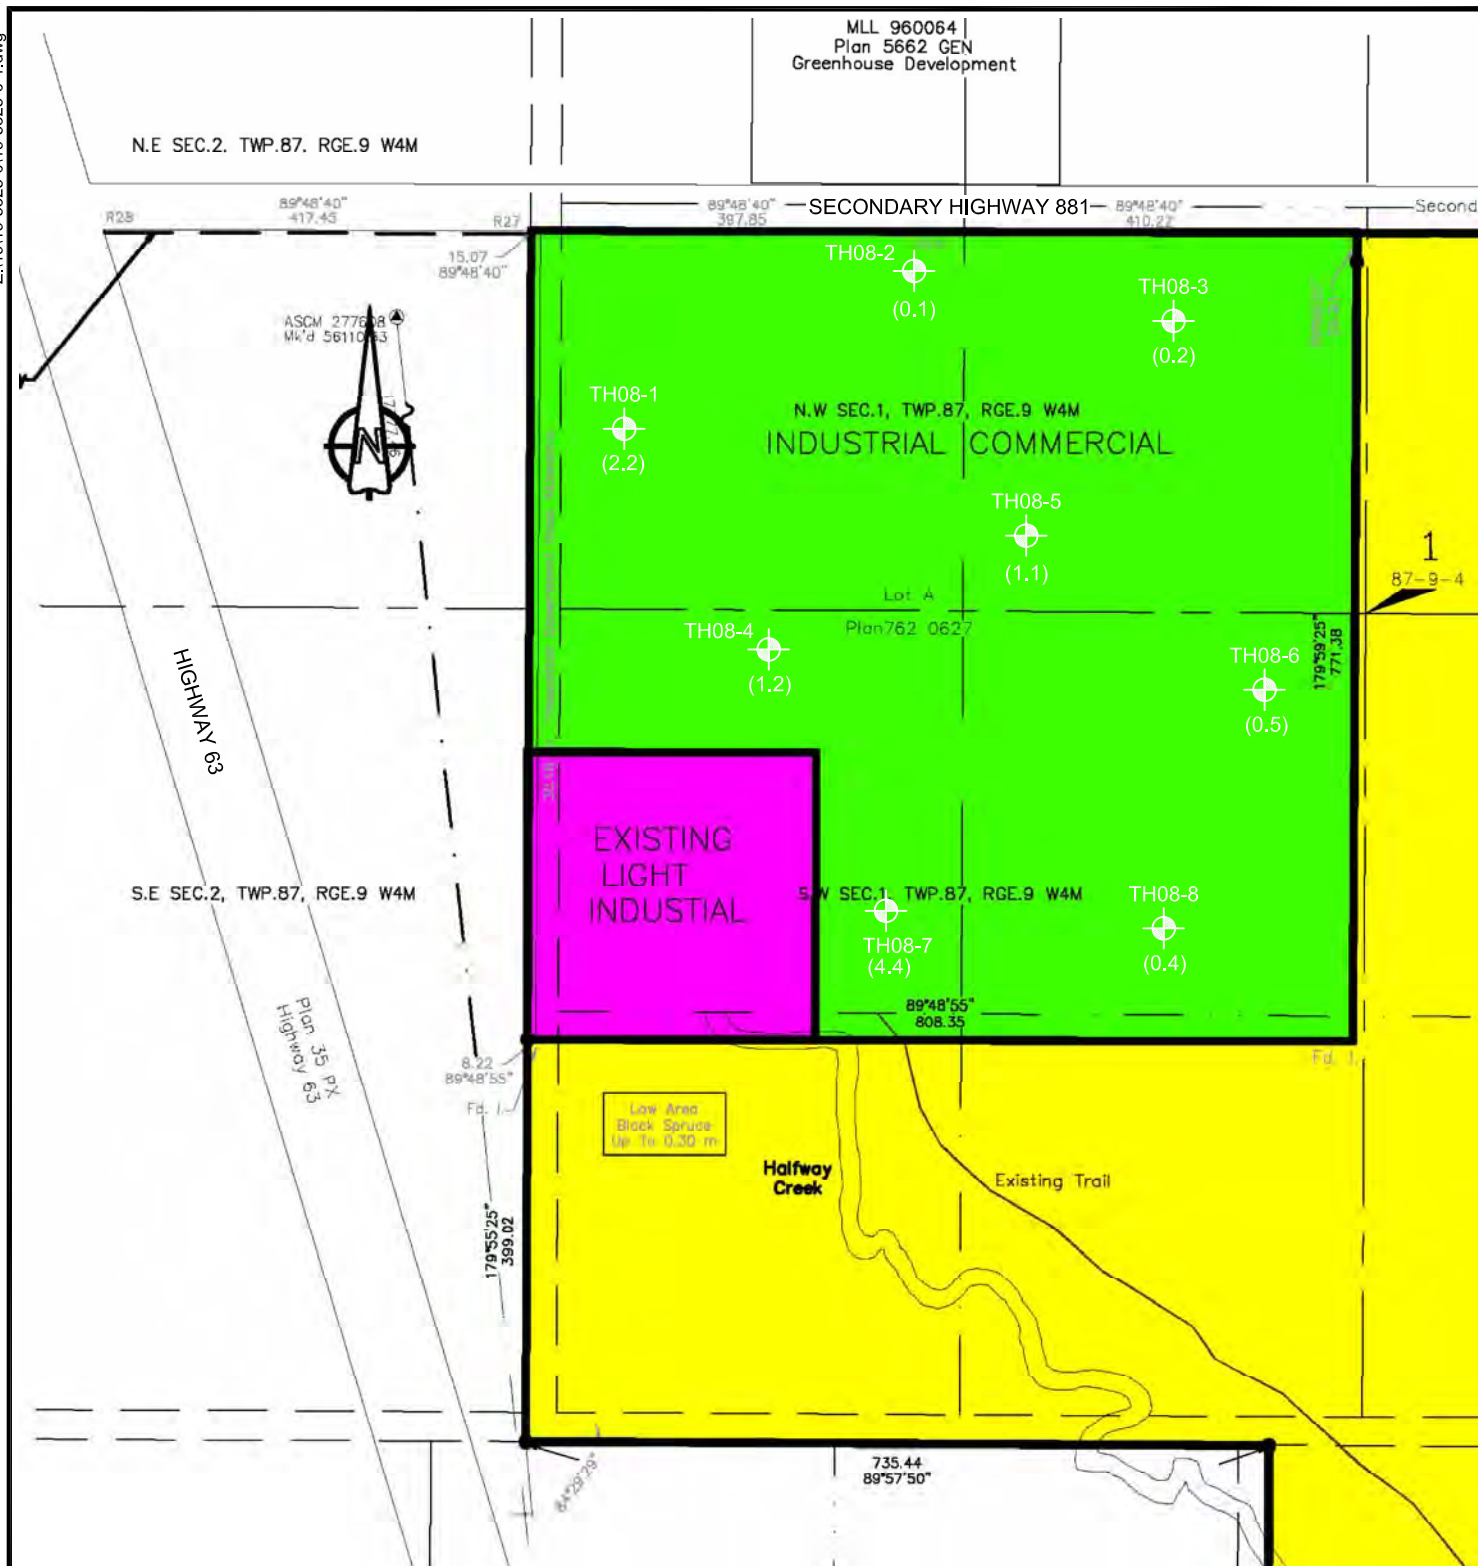 MLL 960064
Plan 5662 GEN
Greenhouse Development
N.E SEC.2, TWP.87, RGE.9 W4M
R28
89°48'40"
417.45
R27
89°48'40"
397.85
SECONDARY HIGHWAY 881
89°48'40"
410.22
Second
15.07
89°48'40"
TH08-2
(0.1)
TH08-3
(0.2)
ASCM 277608
Mk'd
N
TH08-1
(2.2)
N.W SEC.1, TWP.87, RGE.9 W4M
INDUSTRIAL COMMERCIAL
TH08-5
(1.1)
1
87-9-4
Lot A
Plan762 0627
TH08-4
(1.2)
179°59'25"
771.38
TH08-6
(0.5)
HIGHWAY 63
EXISTING
LIGHT
INDUSTIAL
S.E SEC.2, TWP.87, RGE.9 W4M
S.W SEC.1, TWP.87, RGE.9 W4M
TH08-7
(4.4)
TH08-8
(0.4)
89°48'55"
808.35
Plan 35 PX
Highway 63
8.22
89°48'55"
Fd. I.
Fd. I.
Low Area
Black Spruce
Up To 0.30 m
Halfway
Creek
Existing Trail
179°55'25"
399.02
735.44
89°57'50"
84°29'29"